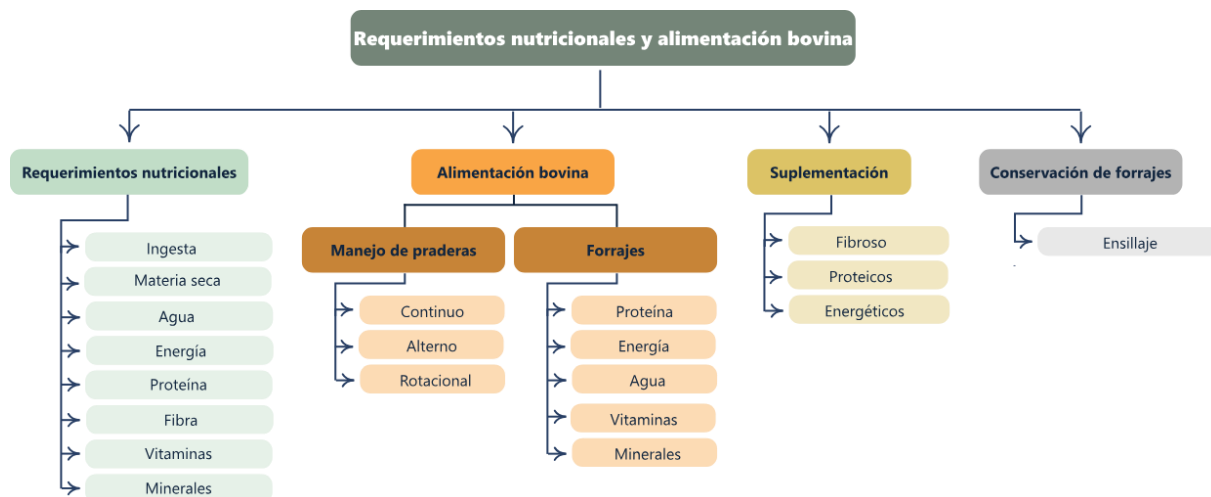 Requerimientos nutricionales y alimentación bovina
Requerimientos nutricionales
Ingesta
Materia seca
Agua
Energía
Proteína
Fibra
Vitaminas
Minerales
Alimentación bovina
Manejo de praderas
Continuo
Alterno
Rotacional
Forrajes
Proteína
Energía
Agua
Vitaminas
Minerales
Suplementación
Fibroso
Proteicos
Energéticos
Conservación de forrajes
Ensillaje